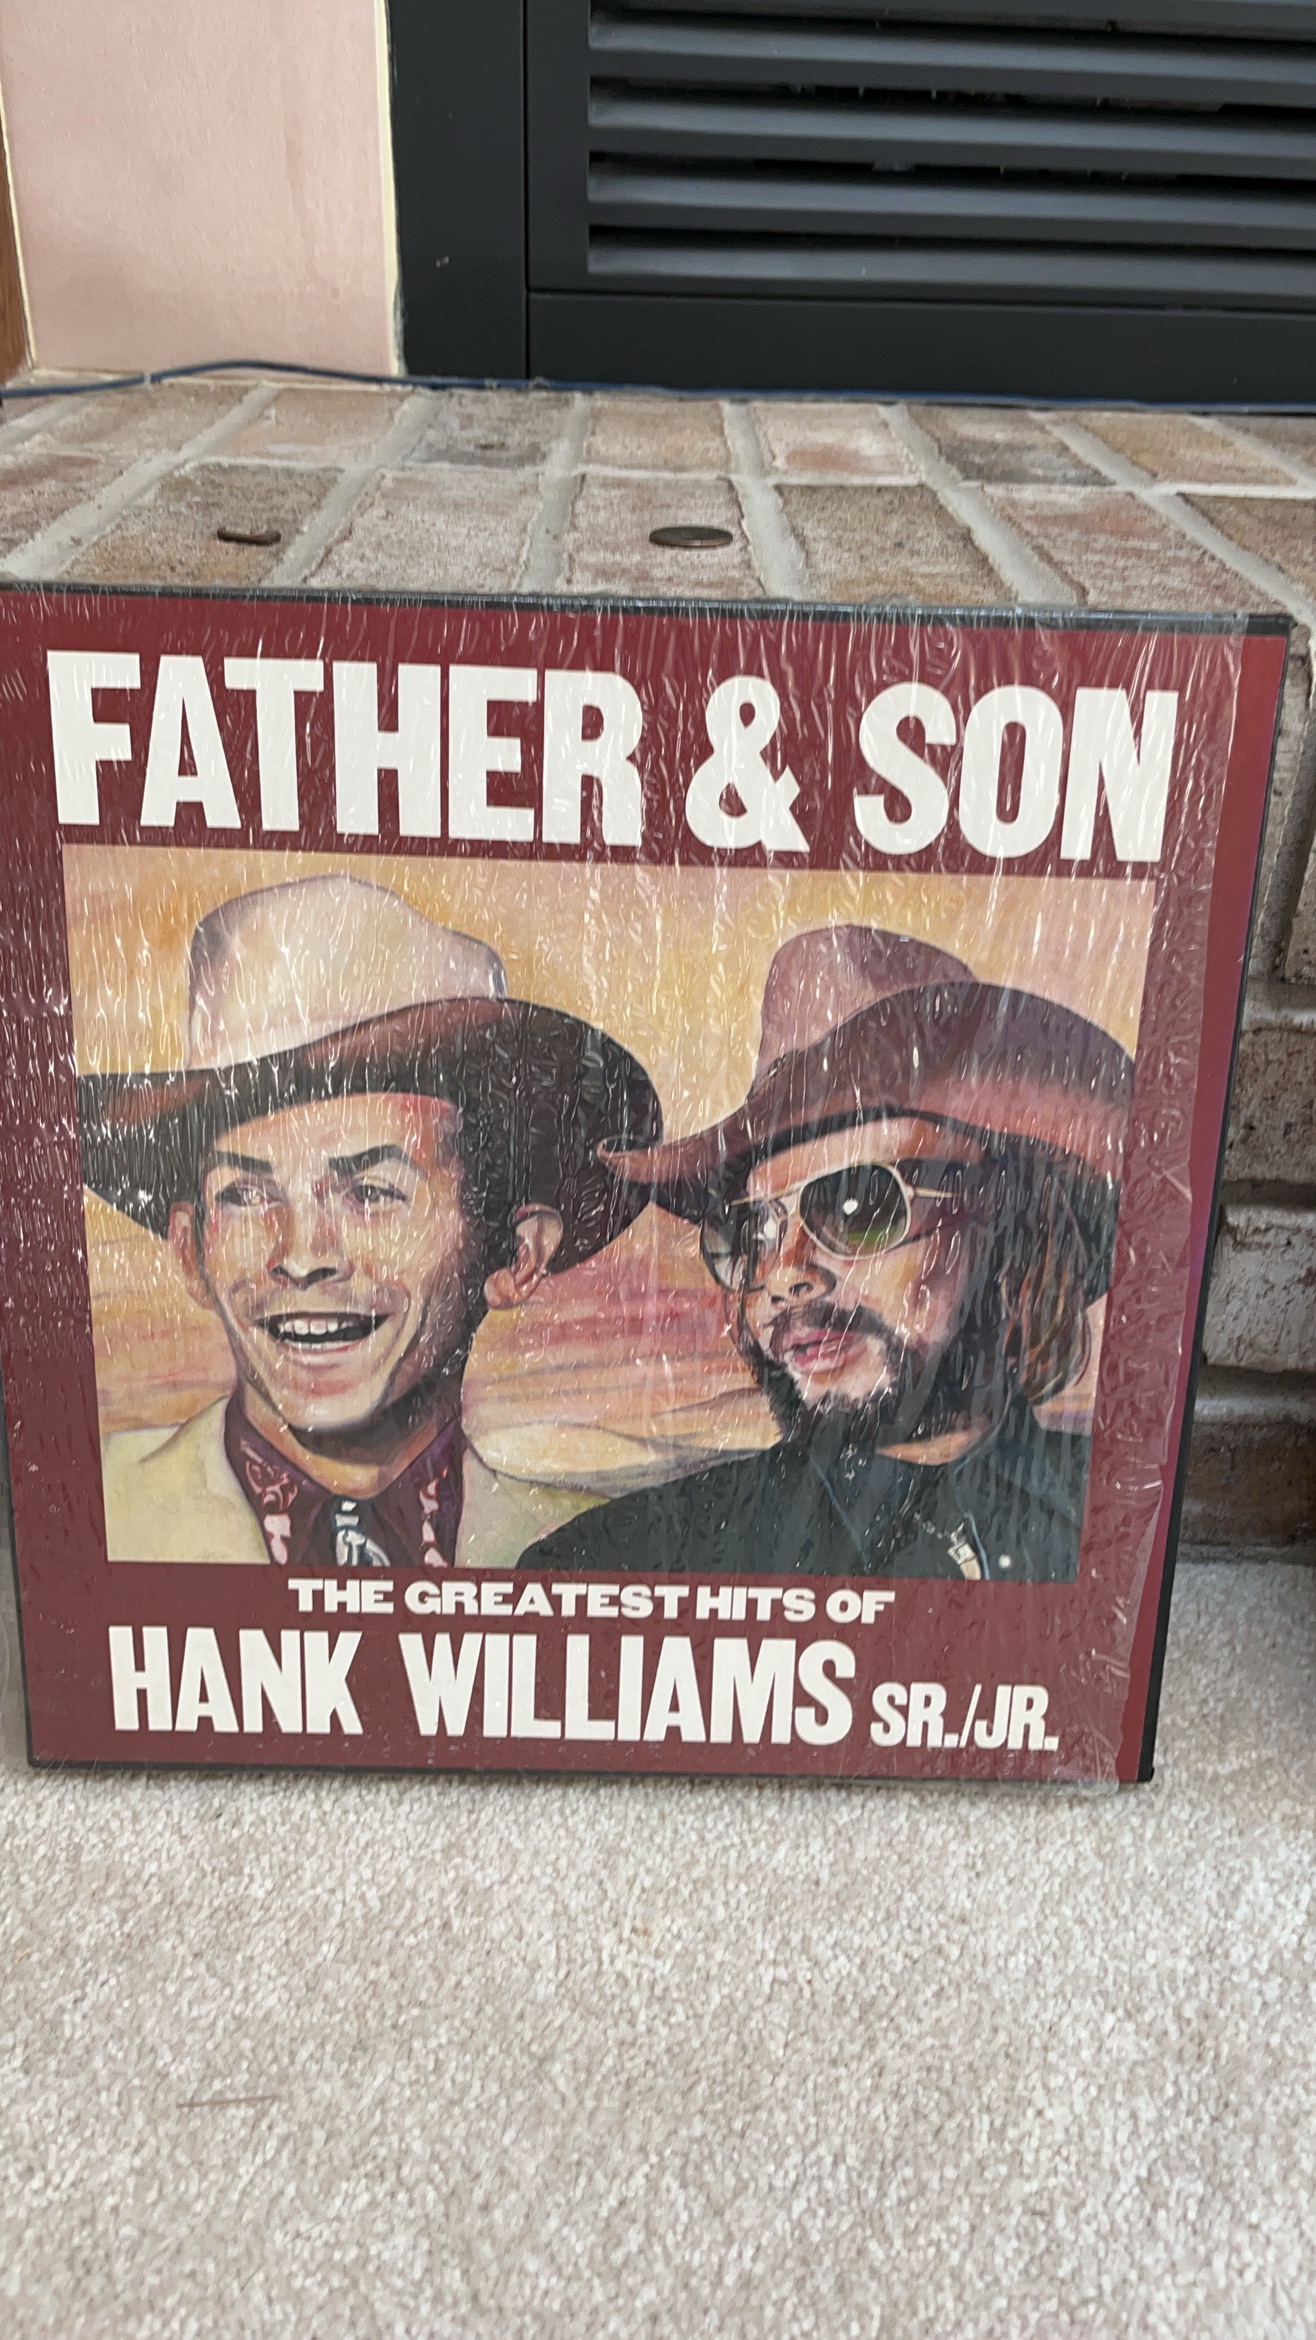 FATHER & SON
THE GREATEST HITS OF
HANK WILLIAMS SR./JR.